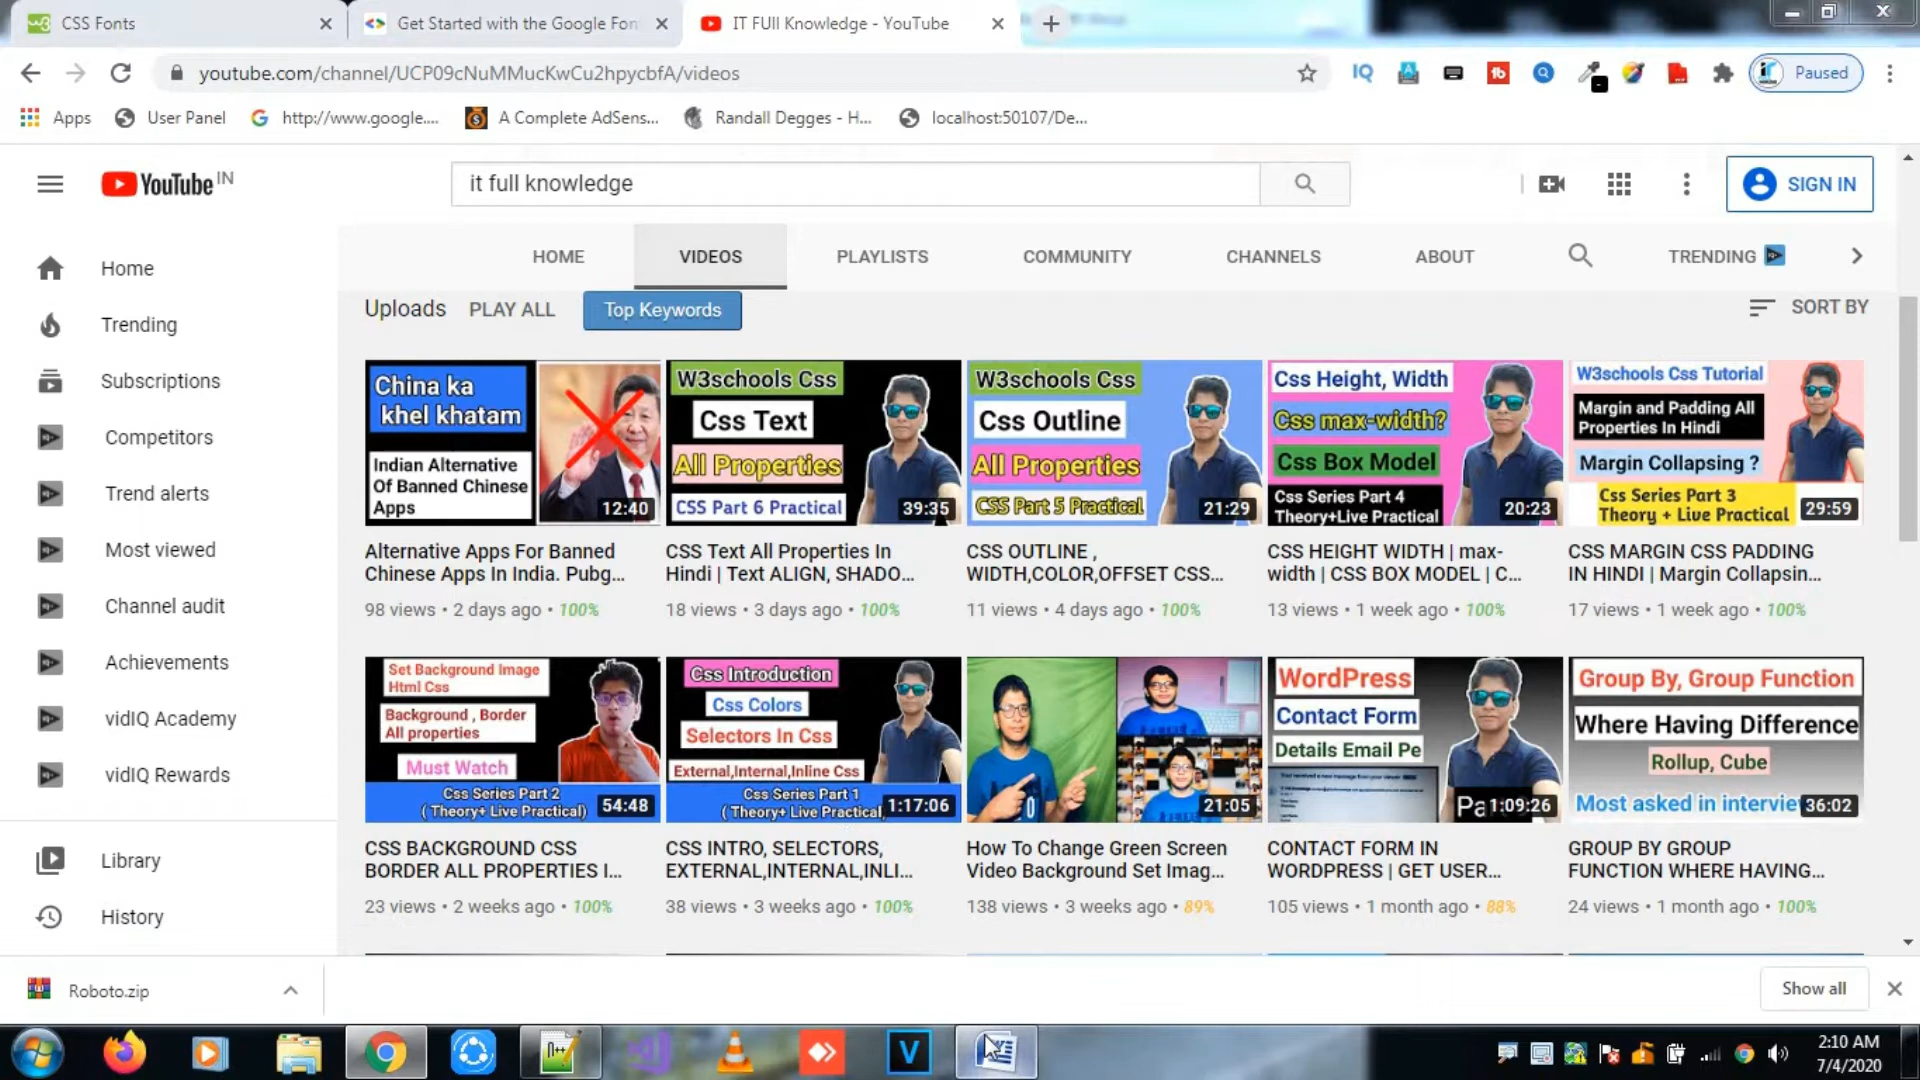 CSS Fonts
Get Started with the Google Fon
IT FUll Knowledge - YouTube
youtube.com/channel/UCP09cNuMMucKwCu2hpycbfA/videos
Paused
Apps
User Panel
http://www.google....
A Complete AdSens...
Randall Degges - H...
localhost:50107/De...
YouTube IN
it full knowledge
SIGN IN
HOME
VIDEOS
PLAYLISTS
COMMUNITY
CHANNELS
ABOUT
TRENDING
Home
Trending
Subscriptions
Competitors
Trend alerts
Most viewed
Channel audit
Achievements
vidIQ Academy
vidIQ Rewards
Library
History
Uploads
PLAY ALL
Top Keywords
SORT BY
China ka
khel khatam
Indian Alternative
Of Banned Chinese
Apps
12:40
Alternative Apps For Banned
Chinese Apps In India. Pubg...
98 views • 2 days ago • 100%
W3schools Css
Css Text
All Properties
CSS Part 6 Practical
39:35
CSS Text All Properties In
Hindi | Text ALIGN, SHADO...
18 views • 3 days ago • 100%
W3schools Css
Css Outline
All Properties
CSS Part 5 Practical
21:29
CSS OUTLINE ,
WIDTH,COLOR,OFFSET CSS...
11 views • 4 days ago • 100%
Css Height, Width
Css max-width?
Css Box Model
Css Series Part 4
Theory+Live Practical
20:23
CSS HEIGHT WIDTH | max-
width | CSS BOX MODEL | C...
13 views • 1 week ago • 100%
W3schools Css Tutorial
Margin and Padding All
Properties In Hindi
Margin Collapsing ?
Css Series Part 3
Theory + Live Practical
29:59
CSS MARGIN CSS PADDING
IN HINDI | Margin Collapsin...
17 views • 1 week ago • 100%
Set Background Image
Html Css
Background , Border
All properties
Must Watch
Css Series Part 2
( Theory+ Live Practical)
54:48
CSS BACKGROUND CSS
BORDER ALL PROPERTIES I...
23 views • 2 weeks ago • 100%
Css Introduction
Css Colors
Selectors In Css
External,Internal,Inline Css
Css Series Part 1
( Theory+ Live Practical
1:17:06
CSS INTRO, SELECTORS,
EXTERNAL,INTERNAL,INLI...
38 views • 3 weeks ago • 100%
21:05
How To Change Green Screen
Video Background Set Imag...
138 views • 3 weeks ago • 89%
WordPress
Contact Form
Details Email Pe
1:09:26
CONTACT FORM IN
WORDPRESS | GET USER...
105 views • 1 month ago • 88%
Group By, Group Function
Where Having Difference
Rollup, Cube
Most asked in intervie
36:02
GROUP BY GROUP
FUNCTION WHERE HAVING...
24 views • 1 month ago • 100%
Roboto.zip
Show all
2:10 AM
7/4/2020